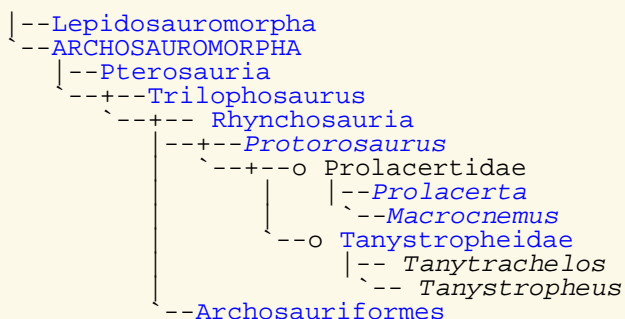 |--Lepidosauromorpha
`--ARCHOSAUROMORPHA
|--Pterosauria
`--+--Trilophosaurus
`--+-- Rhynchosauria
|--+--Protorosaurus
| `--+--o Prolacertidae
| | |--Prolacerta
| | `--Macrocnemus
| `--o Tanystropheidae
| |-- Tanytrachelos
| `-- Tanystropheus
`--Archosauriformes